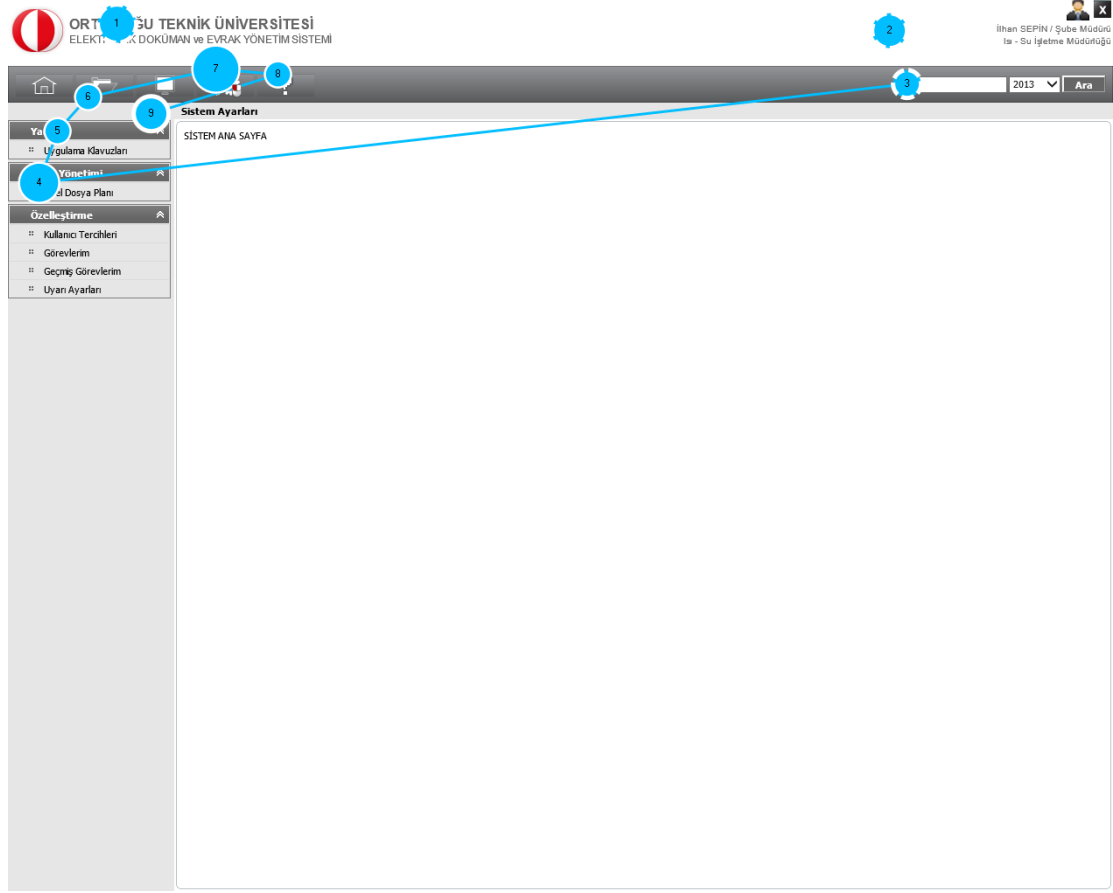 ORT ĞU TEKNİK ÜNİVERSİTESİ
ELEKT K DOKÜMAN ve EVRAK YÖNETİM SİSTEMİ
İlhan SEPİN / Şube Müdürü
Isı - Su İşletme Müdürlüğü
1
2
3
4
5
6
7
8
9
?
2013
Ara
X
Sistem Ayarları
SİSTEM ANA SAYFA
Ya
Uygulama Klavuzları
Yönetimi
el Dosya Planı
Özelleştirme
Kullanıcı Tercihleri
Görevlerim
Geçmiş Görevlerim
Uyarı Ayarları